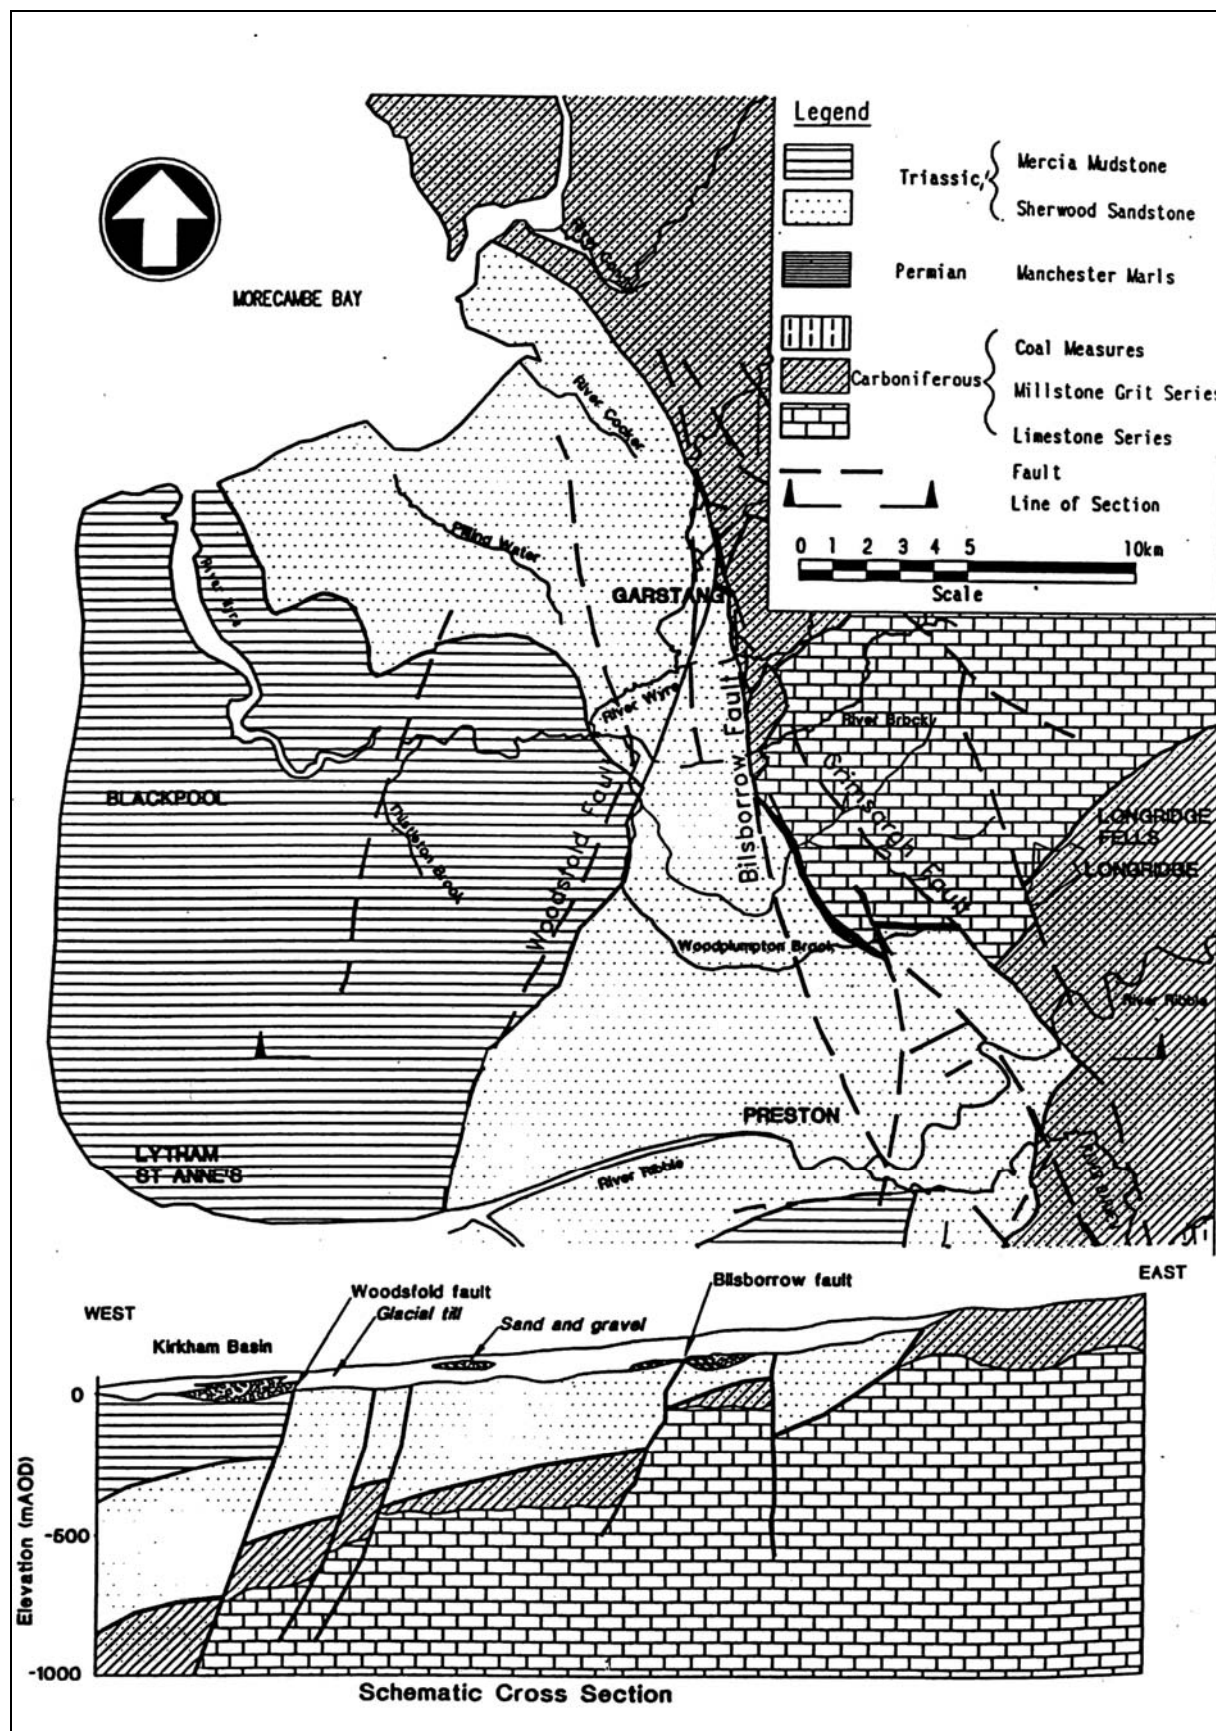 Legend
Triassic
Mercia Mudstone
Sherwood Sandstone
Permian
Manchester Marls
Carboniferous
Coal Measures
Millstone Grit Series
Limestone Series
Fault
Line of Section
0 1 2 3 4 5 10km
Scale
MORECAMBE BAY
River Cocker
Pilling Water
River Wyre
GARSTANG
River Wyre
Bilsborrow Fault
River Brock
Grimsargh Fault
BLACKPOOL
Thistleton Brook
Woodsfold Fault
LONGRIDGE
FELLS
LONGRIDGE
Woodplumpton Brook
River Ribble
PRESTON
LYTHAM
ST ANNE'S
River Ribble
WEST
EAST
Woodsfold fault
Glacial till
Bilsborrow fault
Sand and gravel
Kirkham Basin
0
-500
-1000
Elevation (mAOD)
Schematic Cross Section